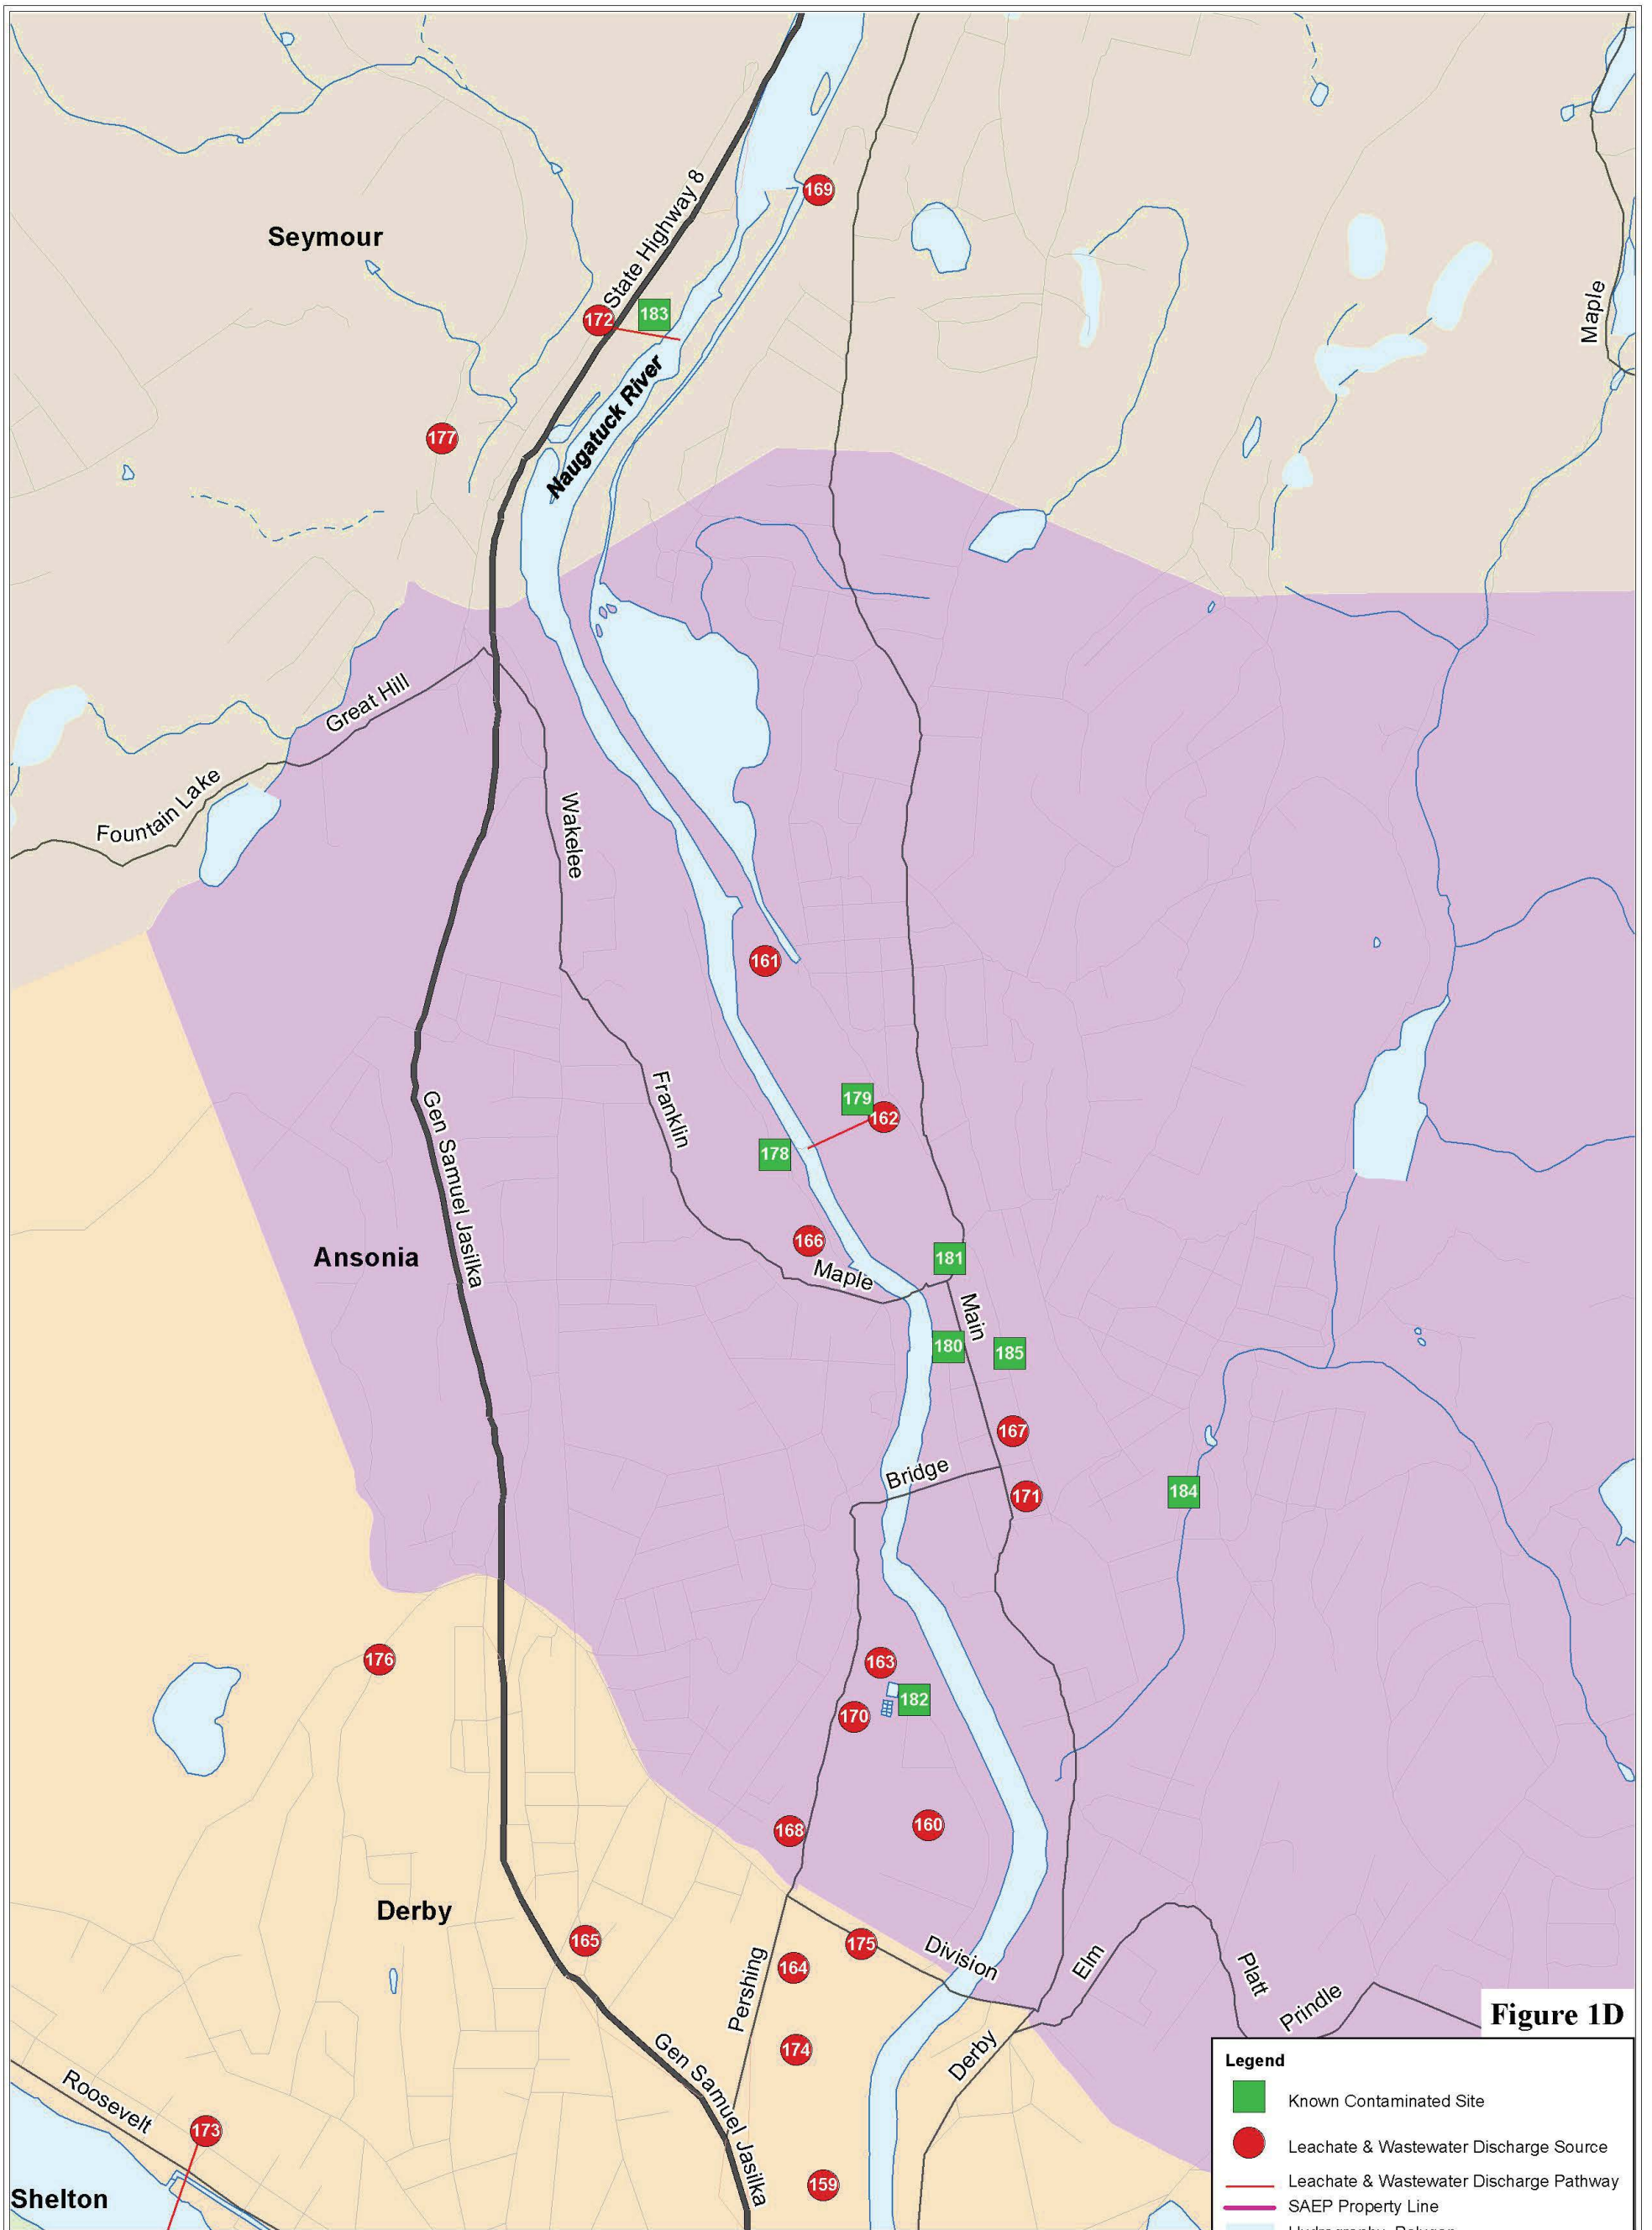 169
Seymour
State Highway 8
Maple
172
183
Naugatuck River
177
Great Hill
Fountain Lake
Wakelee
161
Franklin
179
162
Gen Samuel Jasilka
178
166
Ansonia
Maple
181
Main
180
185
167
Bridge
171
184
176
163
182
170
168
160
Derby
165
175
Division
164
Pershing
Elm
Platt
Prindle
Figure 1D
174
Derby
Gen Samuel Jasilka
Roosevelt
173
159
Shelton
Legend
Known Contaminated Site
Leachate & Wastewater Discharge Source
Leachate & Wastewater Discharge Pathway
SAEP Property Line